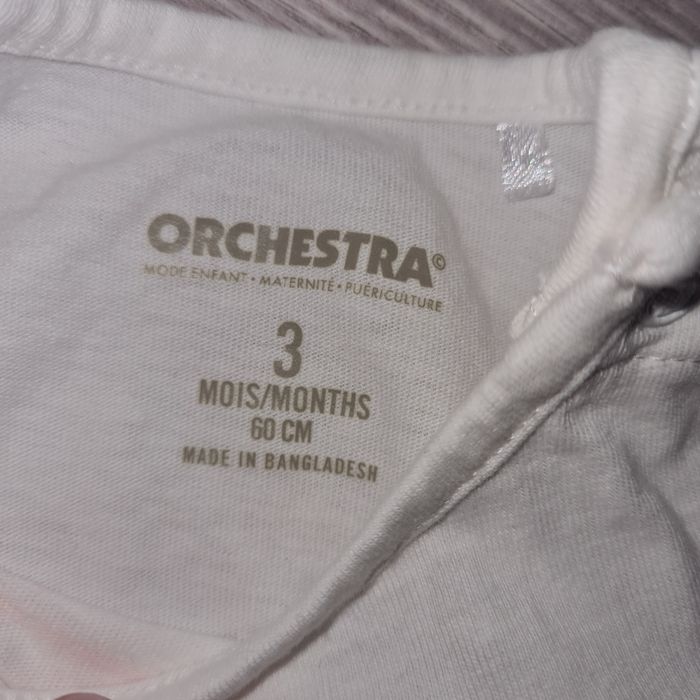 ORCHESTRA©
MODE ENFANT • MATERNITÉ • PUÉRICULTURE
3
MOIS/MONTHS
60 CM
MADE IN BANGLADESH